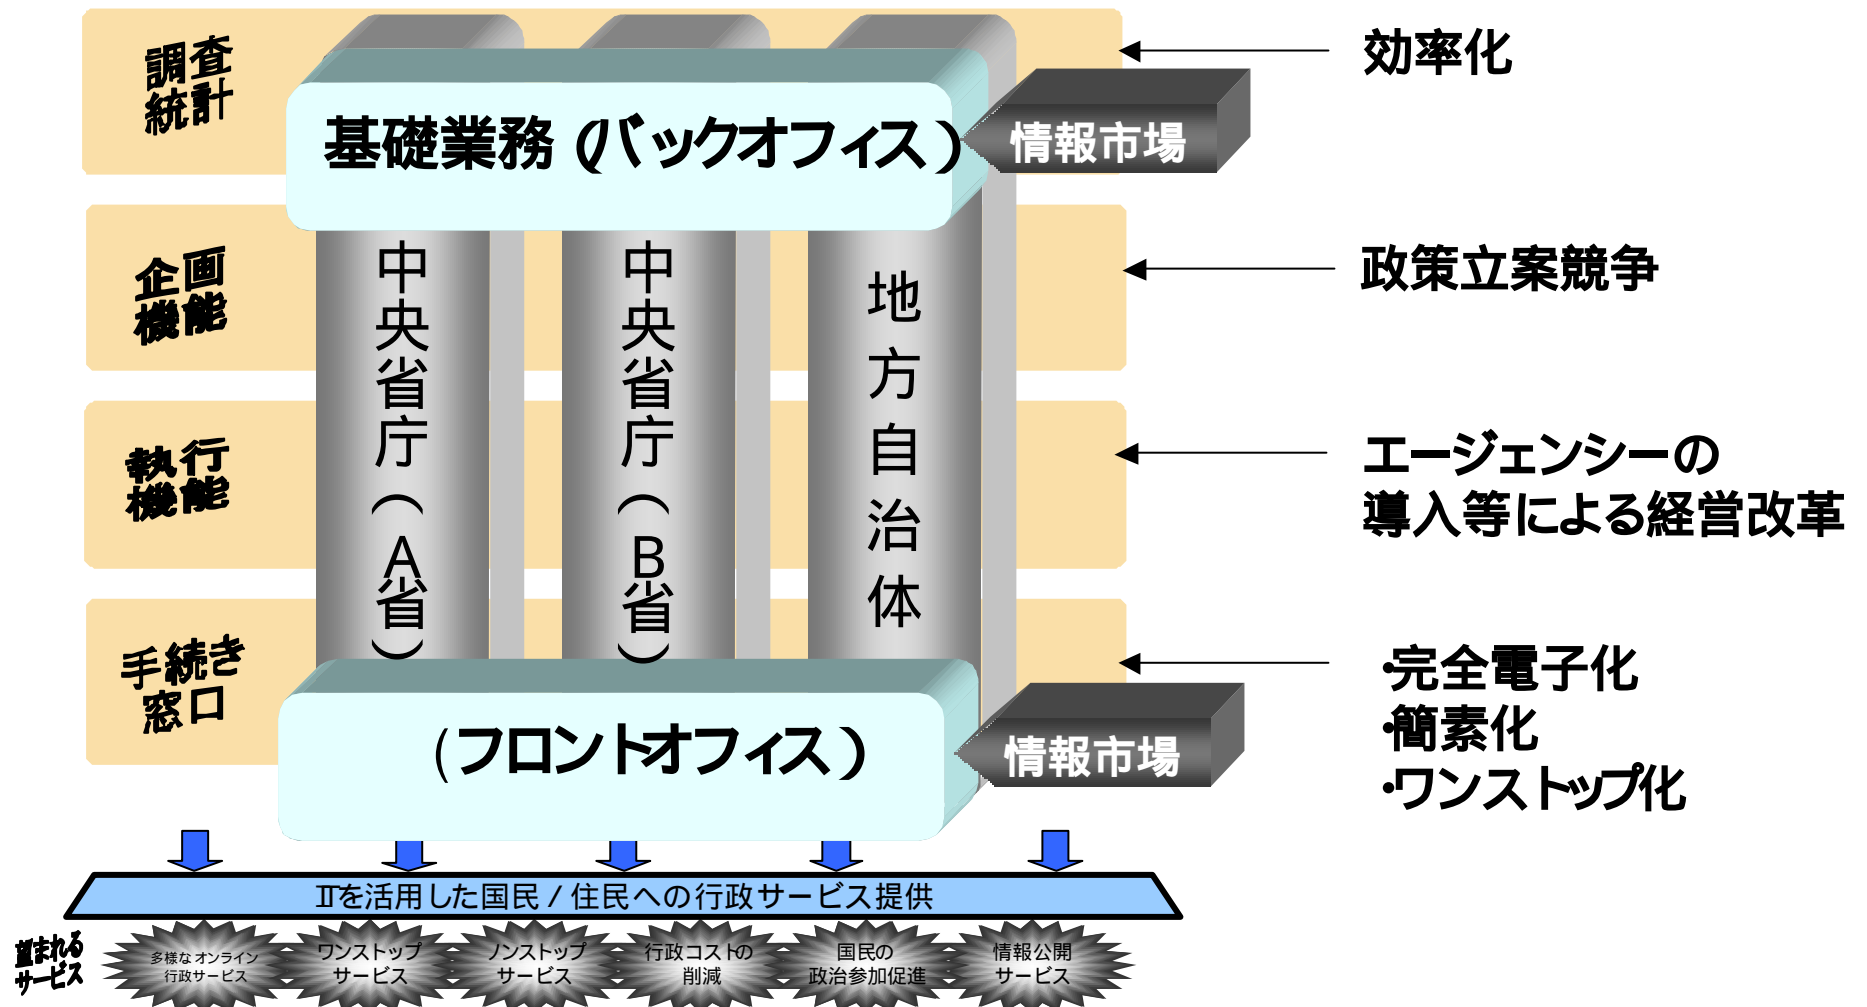 調査
統計
効率化
基礎業務(バックオフィス)
情報市場
企画
機能
中央省庁(A省)
中央省庁(B省)
地方自治体
政策立案競争
執行
機能
エージェンシーの
導入等による経営改革
手続き
窓口
(フロントオフィス)
情報市場
・完全電子化
・簡素化
・ワンストップ化
ITを活用した国民/住民への行政サービス提供
望まれる
サービス
多様なオンライン
行政サービス
ワンストップ
サービス
ノンストップ
サービス
行政コストの
削減
国民の
政治参加促進
情報公開
サービス